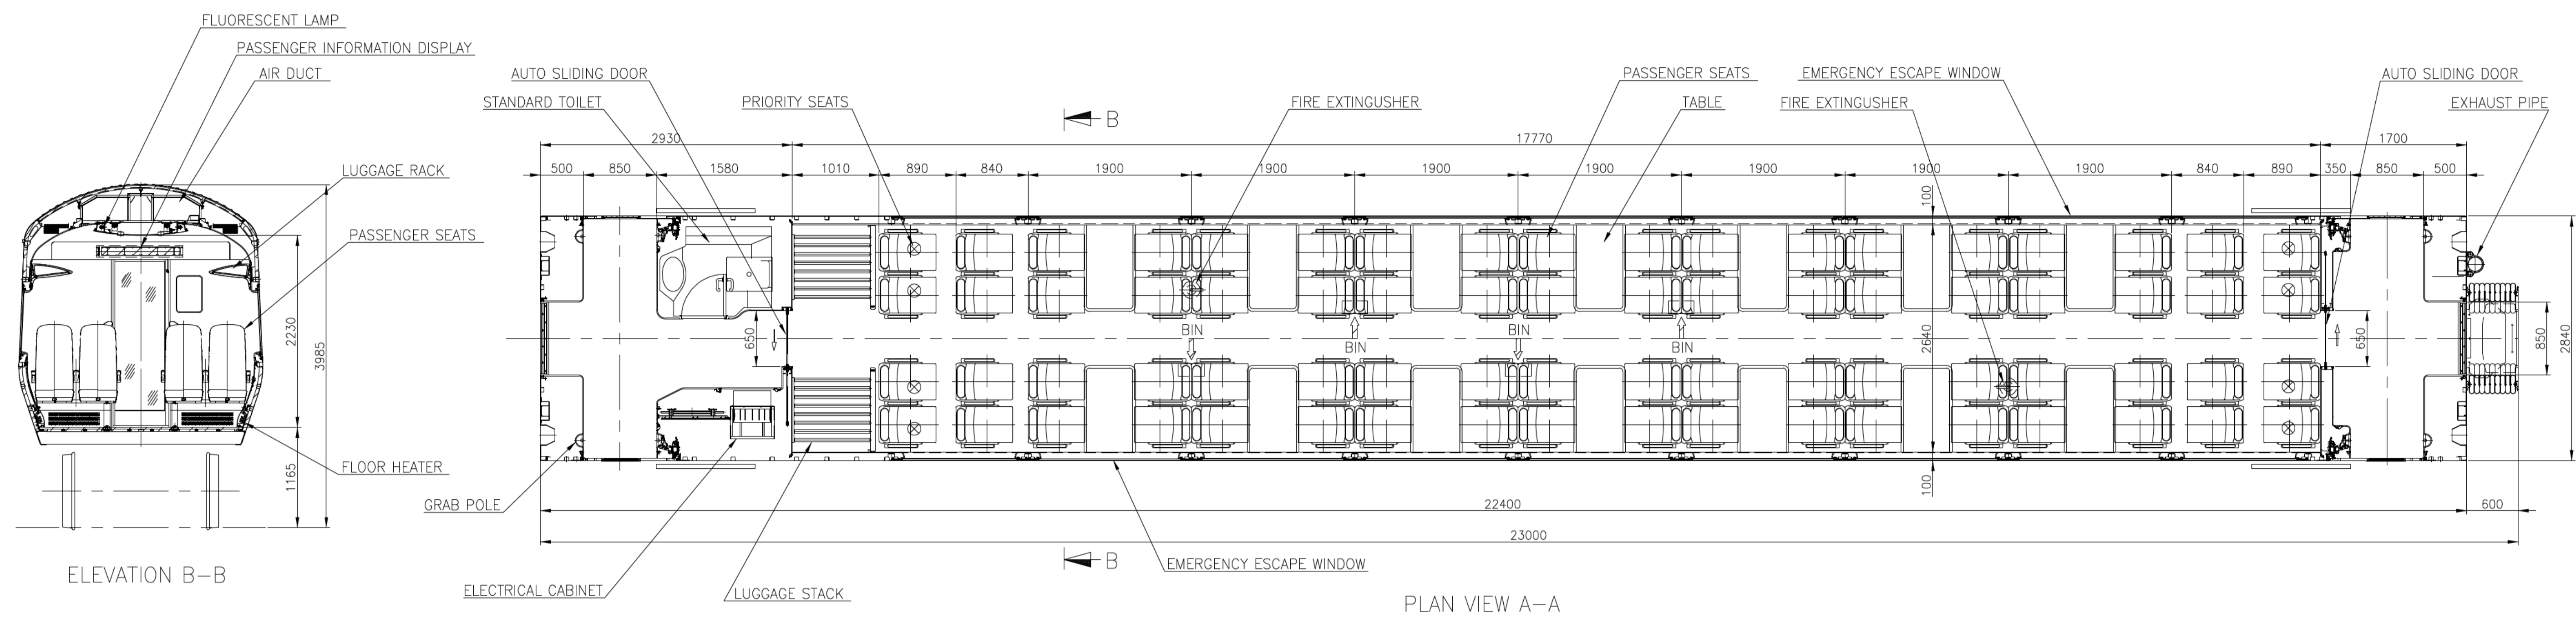 FLUORESCENT LAMP
PASSENGER INFORMATION DISPLAY
AIR DUCT
LUGGAGE RACK
PASSENGER SEATS
2230
3985
1165
FLOOR HEATER
ELEVATION B-B
AUTO SLIDING DOOR
STANDARD TOILET
PRIORITY SEATS
B
FIRE EXTINGUSHER
PASSENGER SEATS
TABLE
EMERGENCY ESCAPE WINDOW
FIRE EXTINGUSHER
AUTO SLIDING DOOR
EXHAUST PIPE
2930 17770 1700
500 850 1580 1010 890 840 1900 1900 1900 1900 1900 1900 1900 840 890 350 850 500
100
650
BIN
BIN
BIN
BIN
2640
650
850
2840
100
GRAB POLE
22400 600
23000
B
EMERGENCY ESCAPE WINDOW
ELECTRICAL CABINET
LUGGAGE STACK
PLAN VIEW A-A